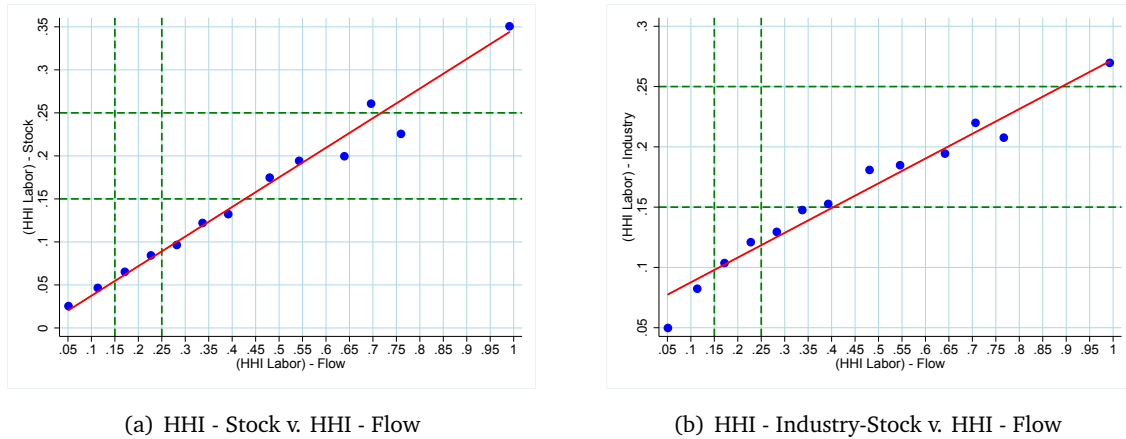 (HHI Labor) - Stock
.35
.3
.25
.2
.15
.1
.05
0
.05 .1 .15 .2 .25 .3 .35 .4 .45 .5 .55 .6 .65 .7 .75 .8 .85 .9 .95 1
(HHI Labor) - Flow
(a) HHI - Stock v. HHI - Flow
(HHI Labor) - Industry
.3
.25
.2
.15
.1
.05
.05 .1 .15 .2 .25 .3 .35 .4 .45 .5 .55 .6 .65 .7 .75 .8 .85 .9 .95 1
(HHI Labor) - Flow
(b) HHI - Industry-Stock v. HHI - Flow